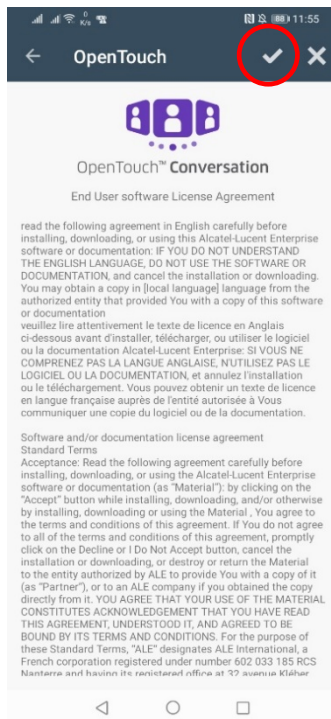 0
K/s
11:55
OpenTouch
OpenTouch™ Conversation
End User software License Agreement
read the following agreement in English carefully before
installing, downloading, or using this Alcatel-Lucent Enterprise
software or documentation: IF YOU DO NOT UNDERSTAND
THE ENGLISH LANGUAGE, DO NOT USE THE SOFTWARE OR
DOCUMENTATION, and cancel the installation or downloading.
You may obtain a copy in [local language] language from the
authorized entity that provided You with a copy of this software
or documentation
veuillez lire attentivement le texte de licence en Anglais
ci-dessous avant d'installer, télécharger, ou utiliser le logiciel
ou la documentation Alcatel-Lucent Enterprise: SI VOUS NE
COMPRENEZ PAS LA LANGUE ANGLAISE, N'UTILISEZ PAS LE
LOGICIEL OU LA DOCUMENTATION, et annulez l'installation
ou le téléchargement. Vous pouvez obtenir un texte de licence
en langue française auprès de l'entité autorisée à Vous
communiquer une copie du logiciel ou de la documentation.
Software and/or documentation license agreement
Standard Terms
Acceptance: Read the following agreement carefully before
installing, downloading, or using the Alcatel-Lucent Enterprise
software or documentation (as "Material"): by clicking on the
"Accept" button while installing, downloading, and/or otherwise
by installing, downloading or using the Material , You agree to
the terms and conditions of this agreement. If You do not agree
to all of the terms and conditions of this agreement, promptly
click on the Decline or I Do Not Accept button, cancel the
installation or downloading, or destroy or return the Material
to the entity authorized by ALE to provide You with a copy of it
(as "Partner"), or to an ALE company if you obtained the copy
directly from it. YOU AGREE THAT YOUR USE OF THE MATERIAL
CONSTITUTES ACKNOWLEDGEMENT THAT YOU HAVE READ
THIS AGREEMENT, UNDERSTOOD IT, AND AGREED TO BE
BOUND BY ITS TERMS AND CONDITIONS. For the purpose of
these Standard Terms, "ALE" designates ALE International, a
French corporation registered under number 602 033 185 RCS
Nanterre and having its registered office at 32 avenue Kléber